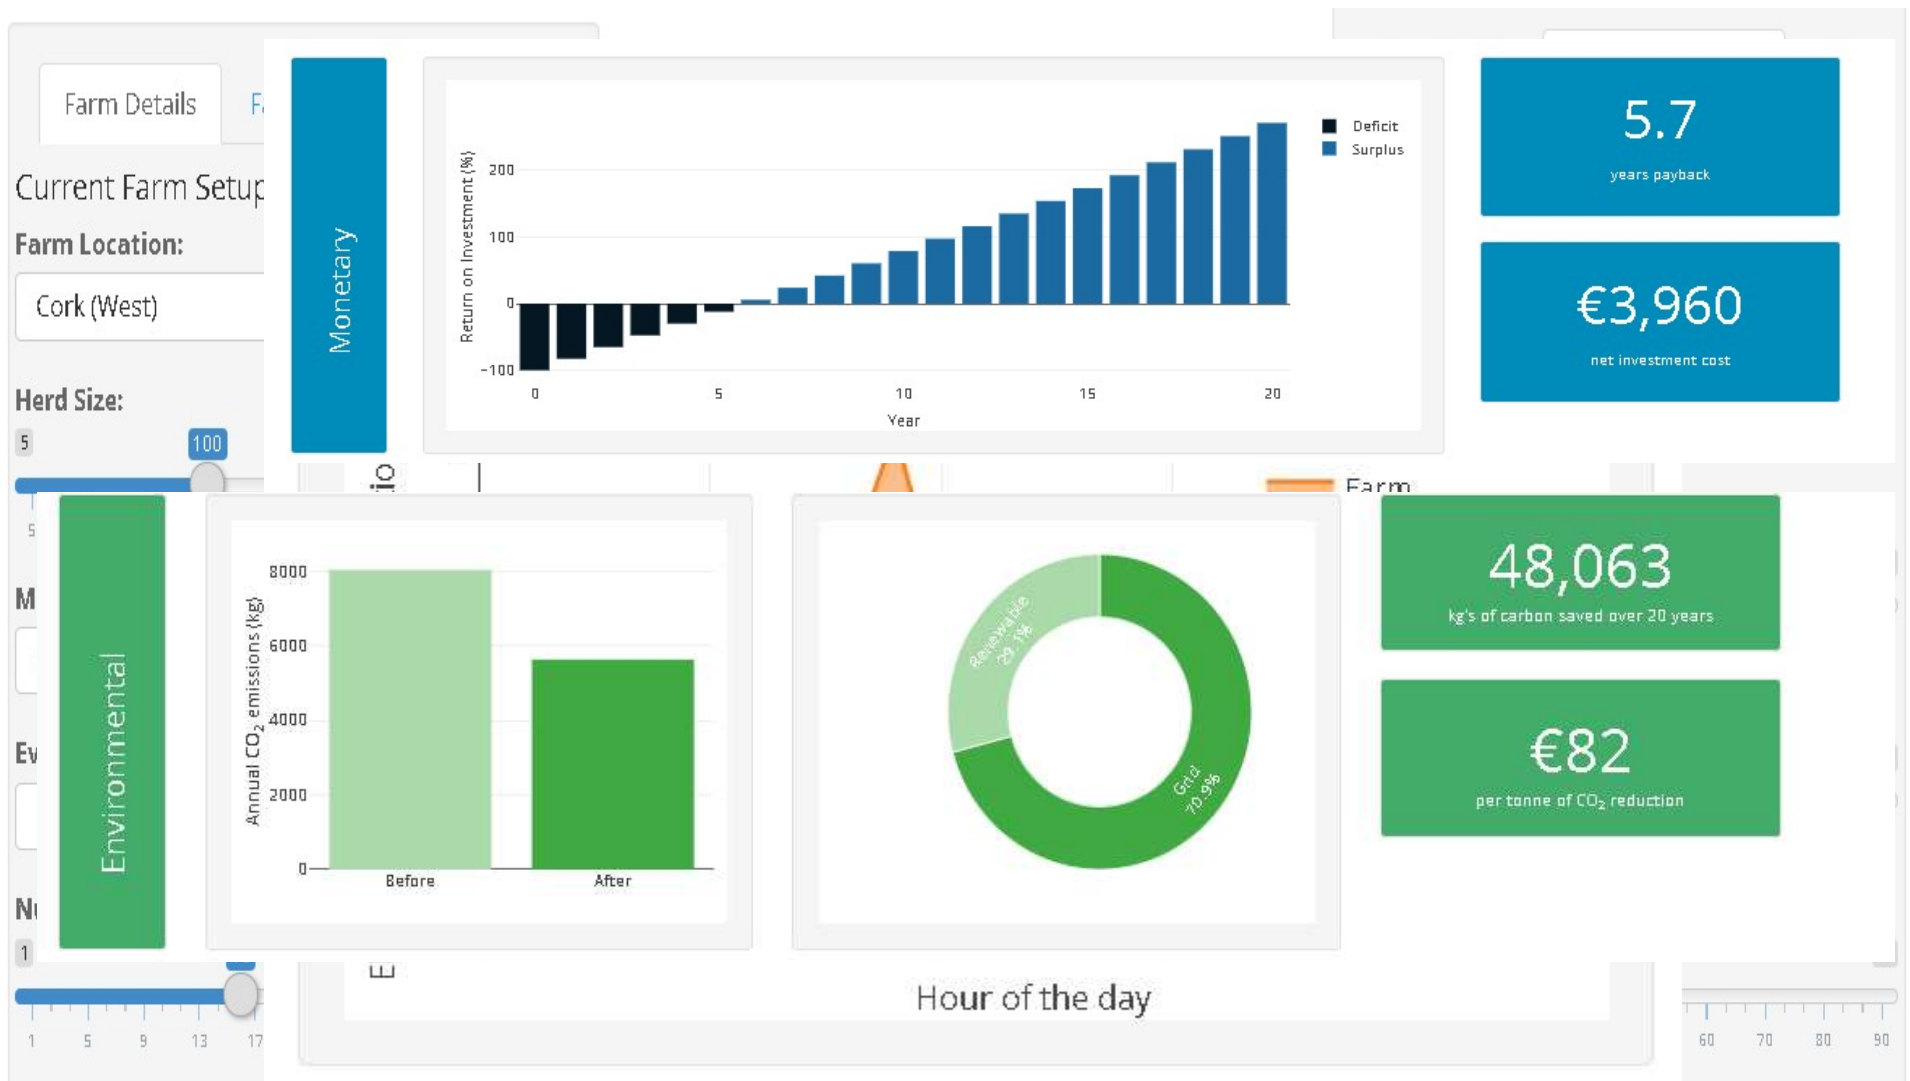 Farm Details
Current Farm Setup
Farm Location:
Cork (West)
Herd Size:
5
100
Monetary
Return on Investment (%)
200
100
0
-100
0
5
10
15
20
Year
Deficit
Surplus
5.7
years payback
€3,960
net investment cost
Farm
Environmental
Annual CO₂ emissions (kg)
8000
6000
4000
2000
0
Before
After
Renewable
29.1%
Grid
70.9%
48,063
kg's of carbon saved over 20 years
€82
per tonne of CO₂ reduction
1
1 5 9 13 17
Hour of the day
60 70 80 90